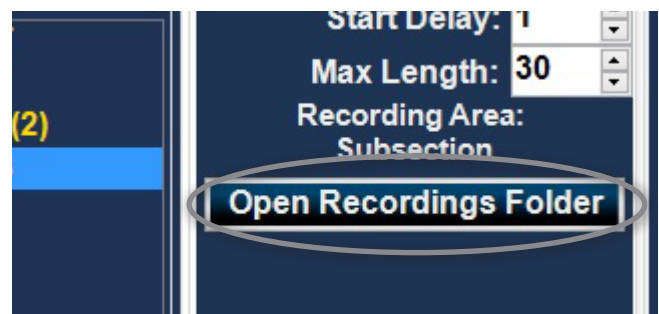 Start Delay: 1
Max Length: 30
(2)
Recording Area:
Subsection
Open Recordings Folder